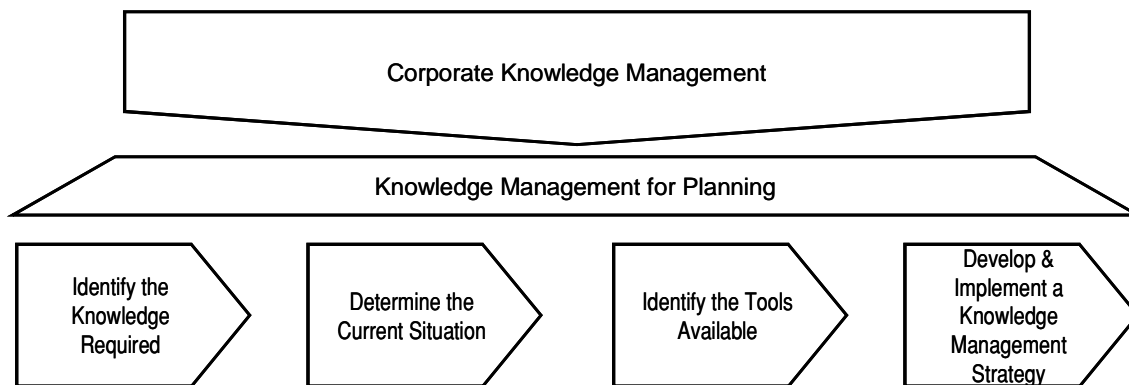 Corporate Knowledge Management
Knowledge Management for Planning
Identify the
Knowledge
Required
Determine the
Current Situation
Identify the Tools
Available
Develop &
Implement a
Knowledge
Management
Strategy